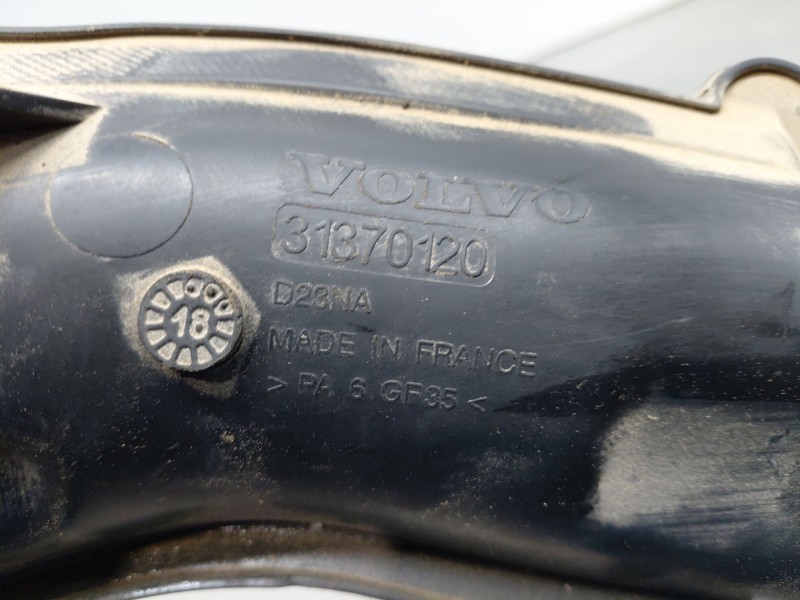 VOLVO
31370120
D23NA
MADE IN FRANCE
> PA 6 GF35 <
18